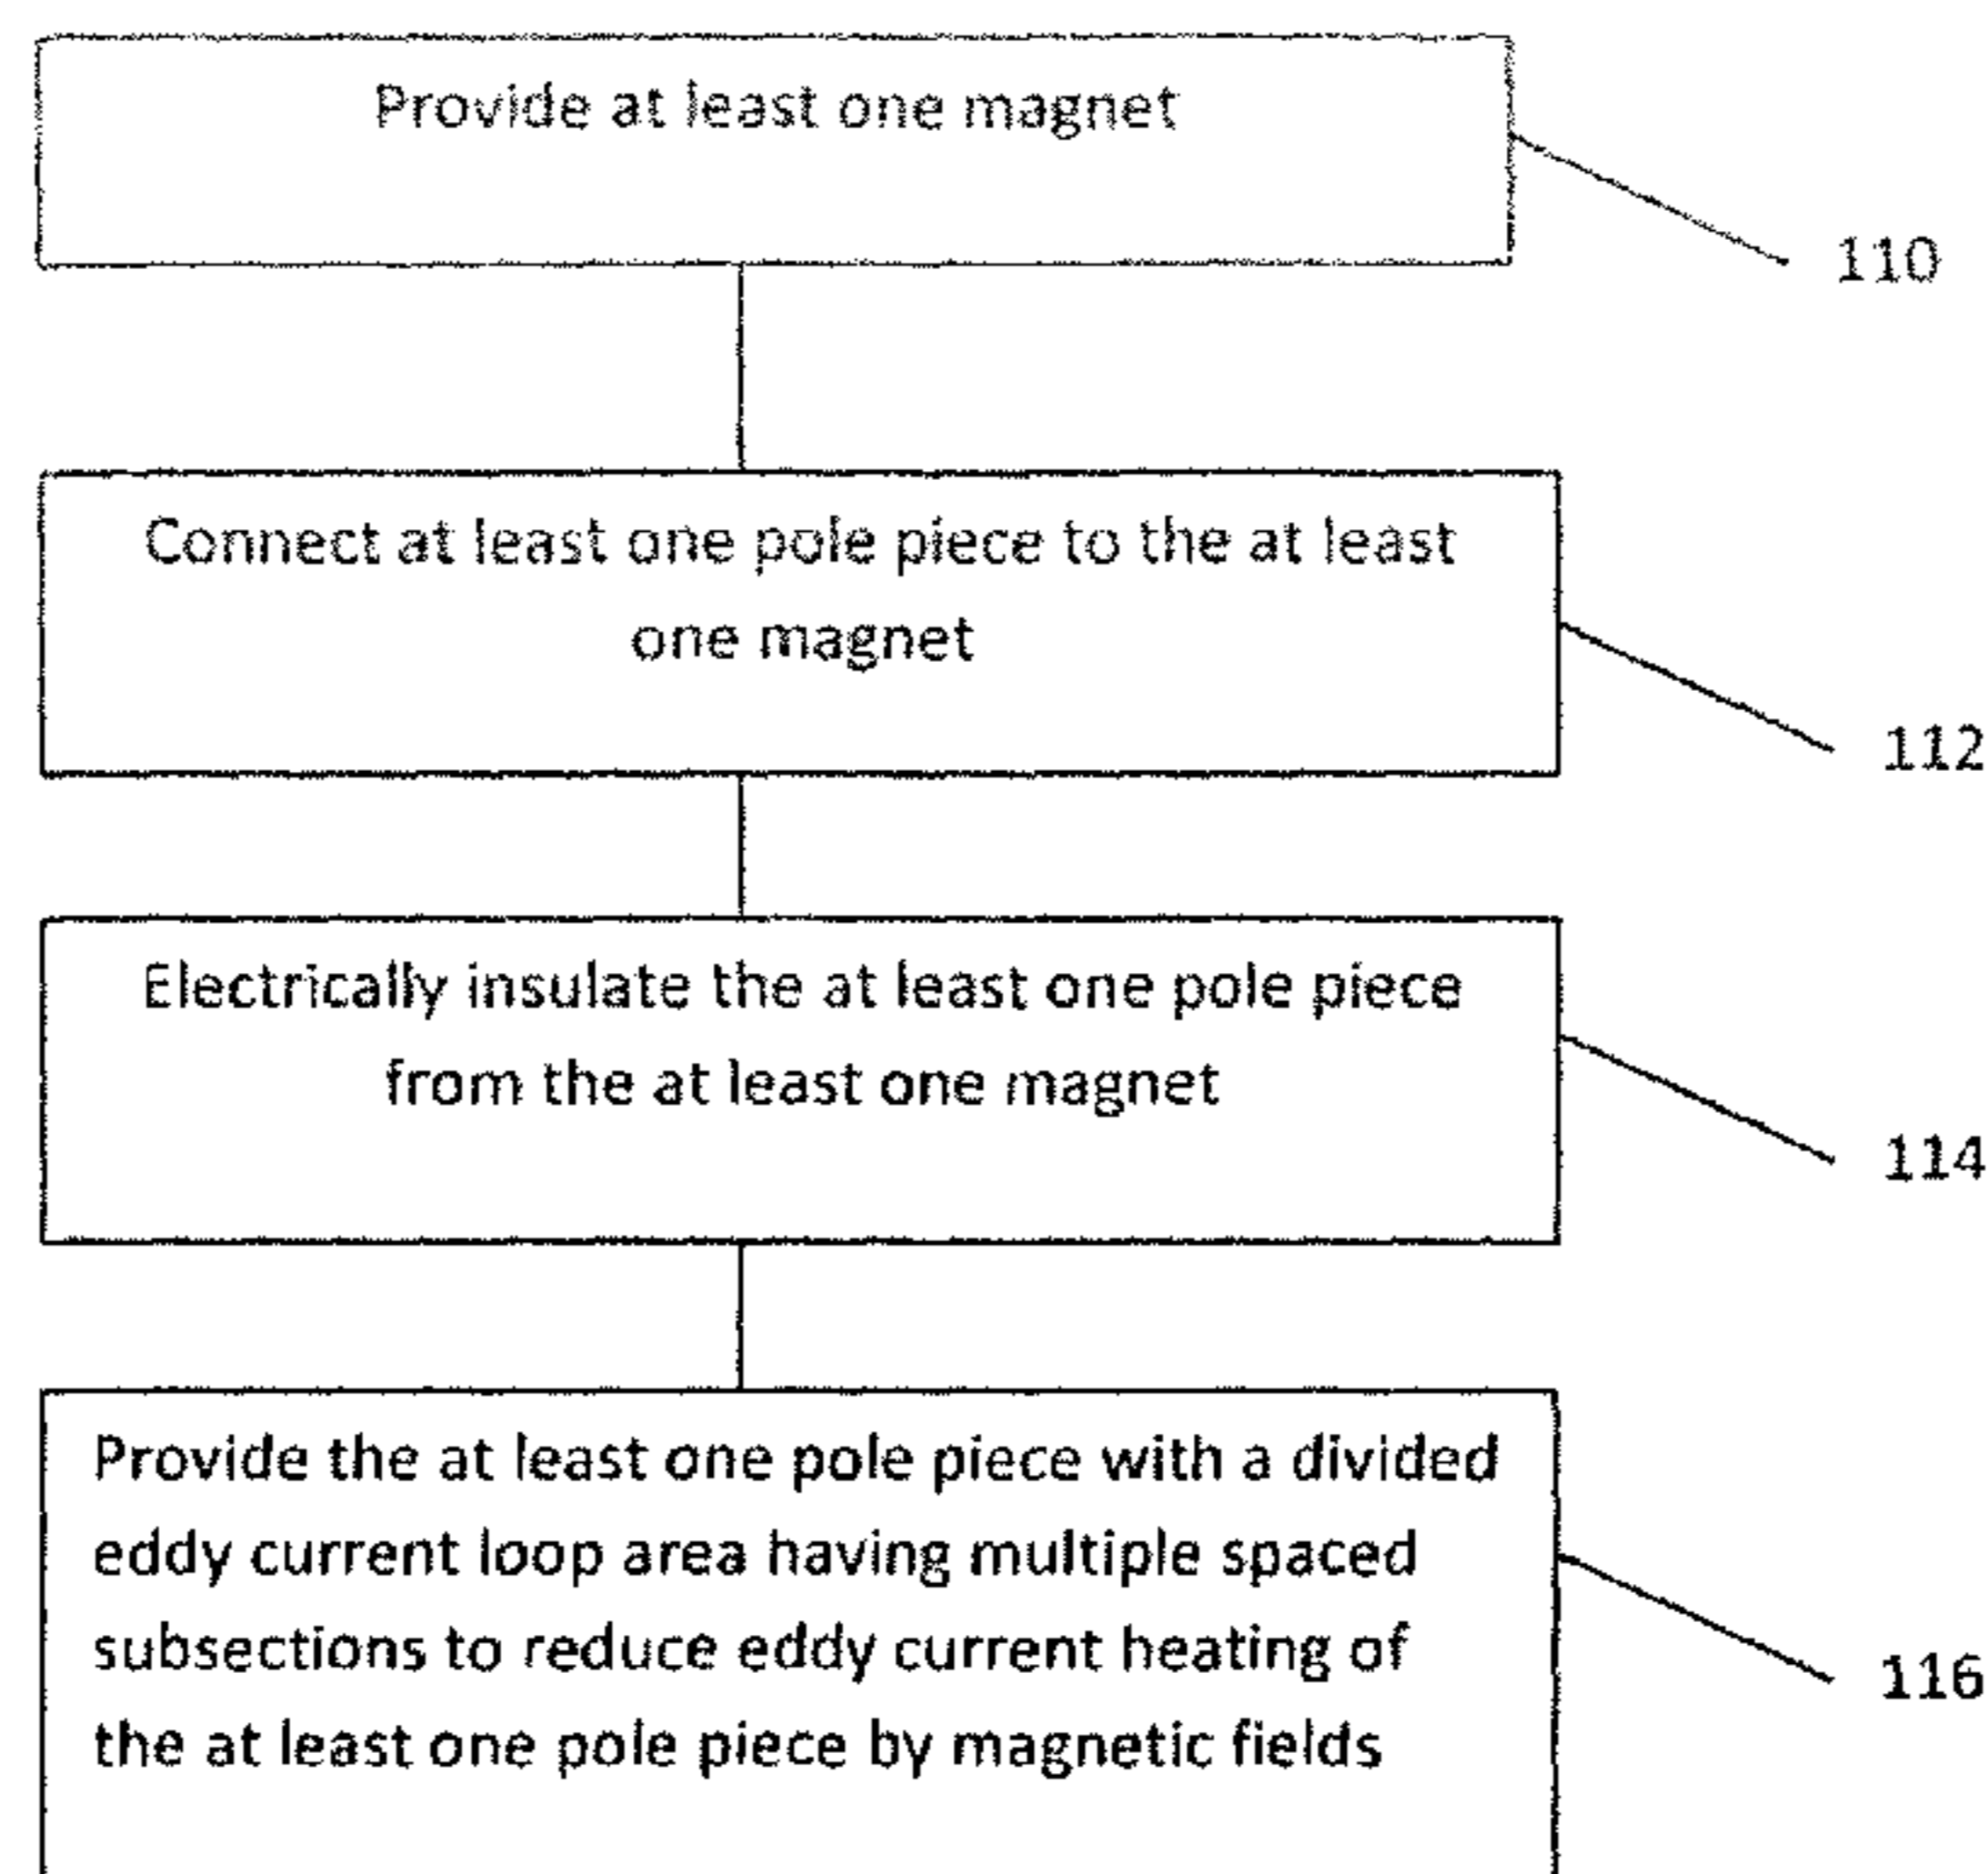 Provide at least one magnet
110
Connect at least one pole piece to the at least
one magnet
112
Electrically insulate the at least one pole piece
from the at least one magnet
114
Provide the at least one pole piece with a divided
eddy current loop area having multiple spaced
subsections to reduce eddy current heating of
the at least one pole piece by magnetic fields
116